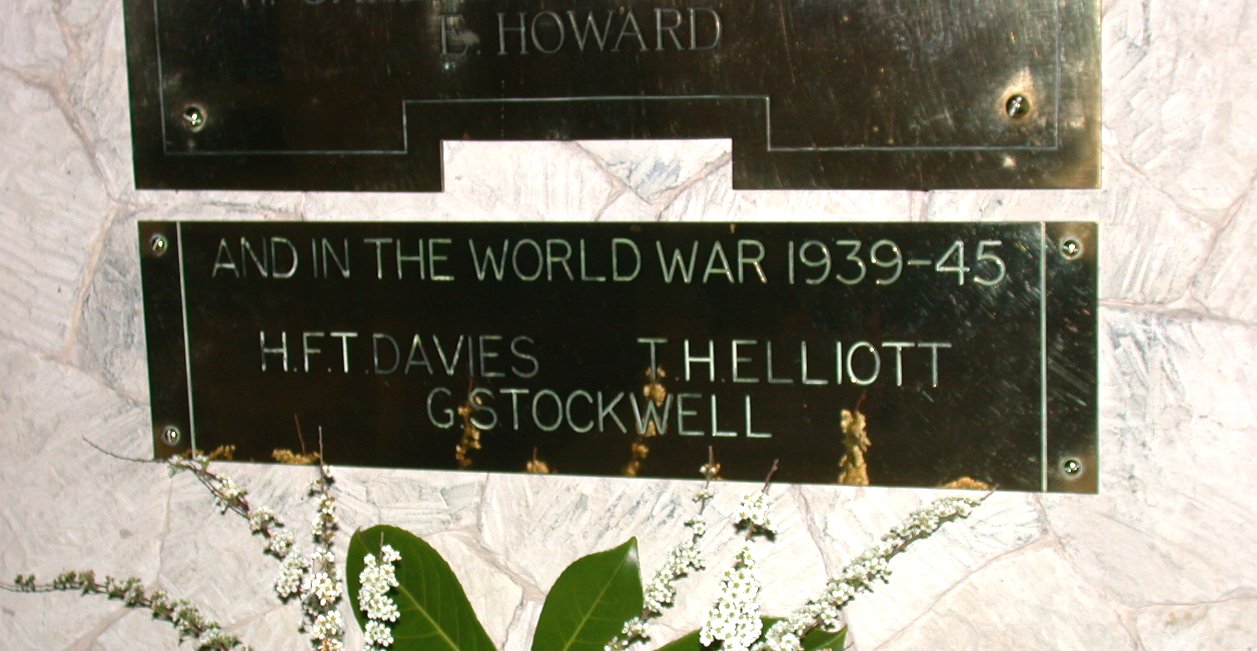 E. HOWARD
AND IN THE WORLD WAR 1939-45
H.F.T. DAVIES T.H.ELLIOTT
G.STOCKWELL